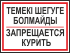 ТЕМЕКІ ШЕГУГЕ
БОЛМАЙДЫ
ЗАПРЕЩАЕТСЯ
КУРИТЬ